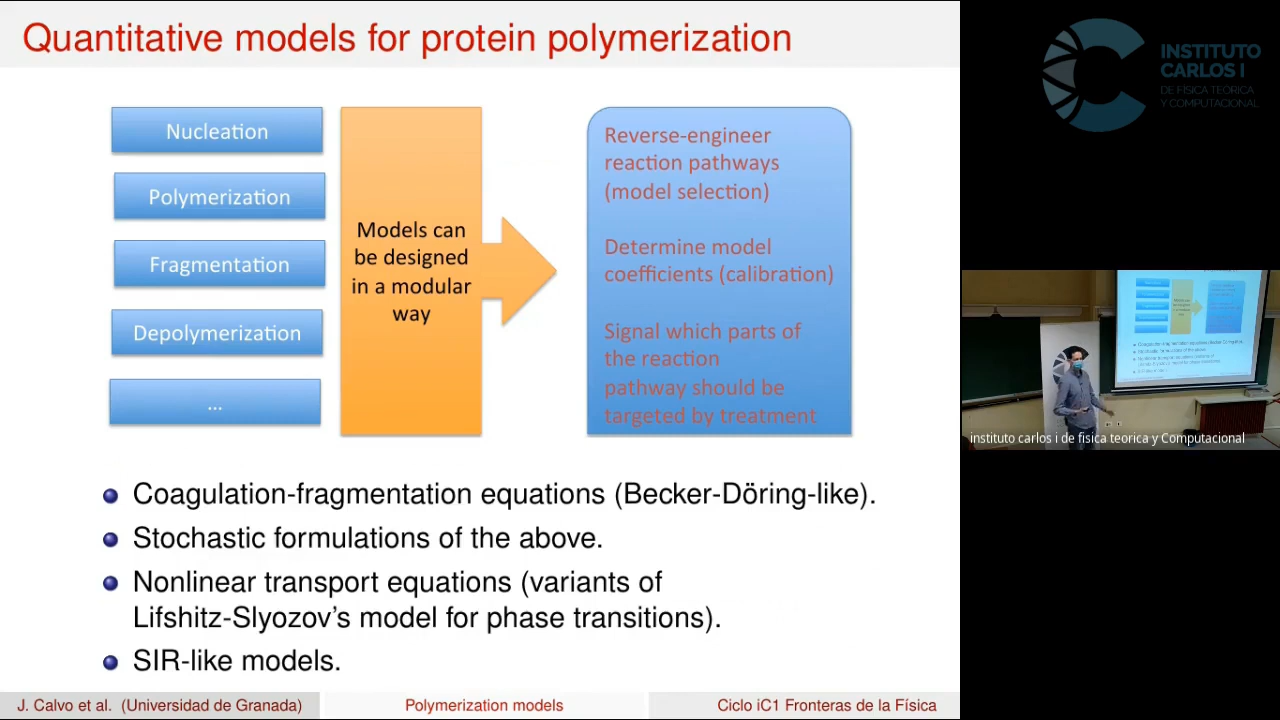 Quantitative models for protein polymerization
Nucleation
Polymerization
Fragmentation
Depolymerization
...
Models can
be designed
in a modular
way
Reverse-engineer
reaction pathways
(model selection)
Determine model
coefficients (calibration)
Signal which parts of
the reaction
pathway should be
targeted by treatment
Coagulation-fragmentation equations (Becker-Döring-like).
Stochastic formulations of the above.
Nonlinear transport equations (variants of
Lifshitz-Slyozov's model for phase transitions).
SIR-like models.
J. Calvo et al. (Universidad de Granada)
Polymerization models
Ciclo iC1 Fronteras de la Física
INSTITUTO
CARLOS I
DE FÍSICA TEÓRICA
Y COMPUTACIONAL
instituto carlos i de fisica teorica y Computacional